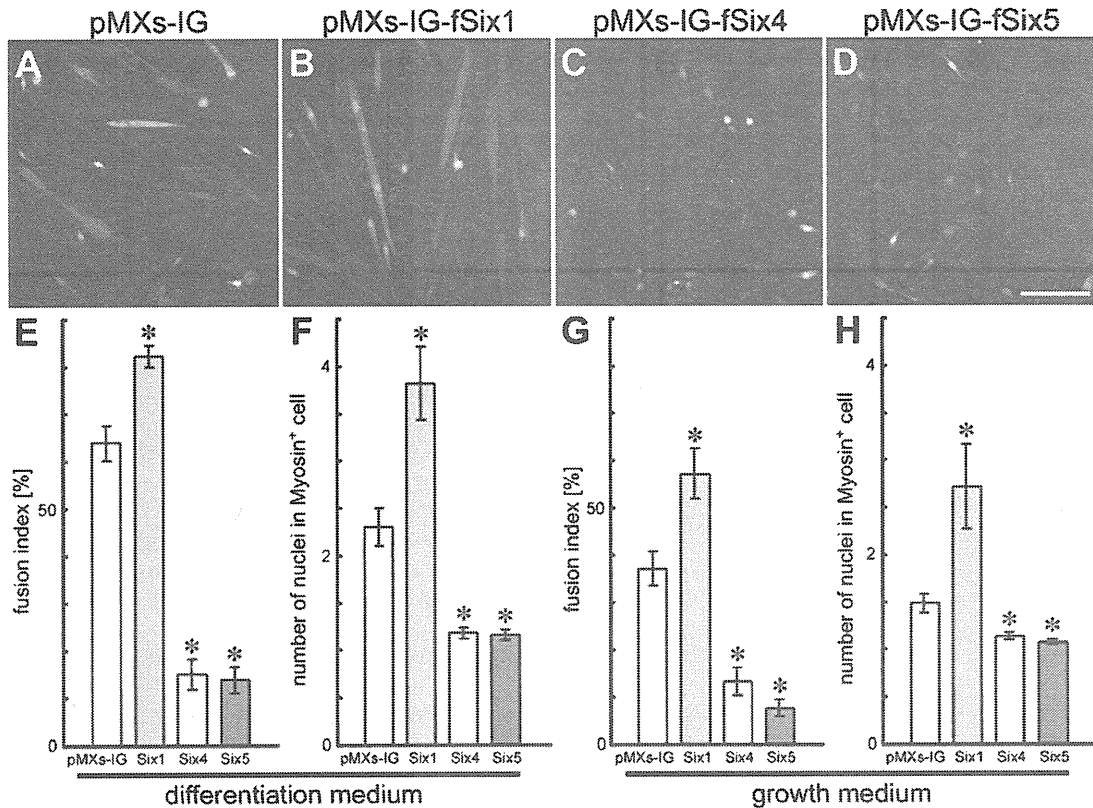 pMXs-IG
pMXs-IG-fSix1
pMXs-IG-fSix4
pMXs-IG-fSix5
A
B
C
D
E
F
G
H
fusion index [%]
50
0
*
*
*
pMXs-IG
Six1
Six4
Six5
number of nuclei in Myosin⁺ cell
4
2
0
*
*
*
pMXs-IG
Six1
Six4
Six5
differentiation medium
fusion index [%]
50
0
*
*
*
pMXs-IG
Six1
Six4
Six5
number of nuclei in Myosin⁺ cell
4
2
0
*
*
*
pMXs-IG
Six1
Six4
Six5
growth medium